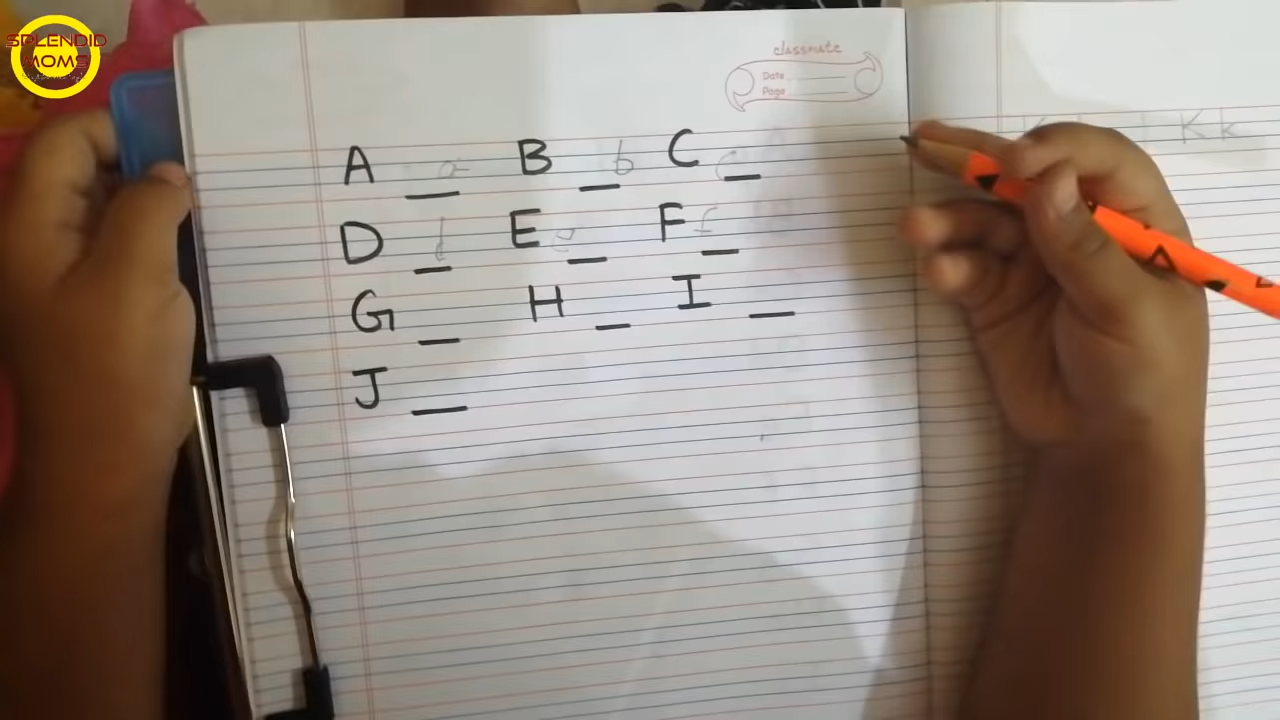 SPLENDID
MOMS
classmate
Date
Page
A _ a B _ b C _ c
K k
D _ d E _ e F _ f
G _ H _ I _
J _